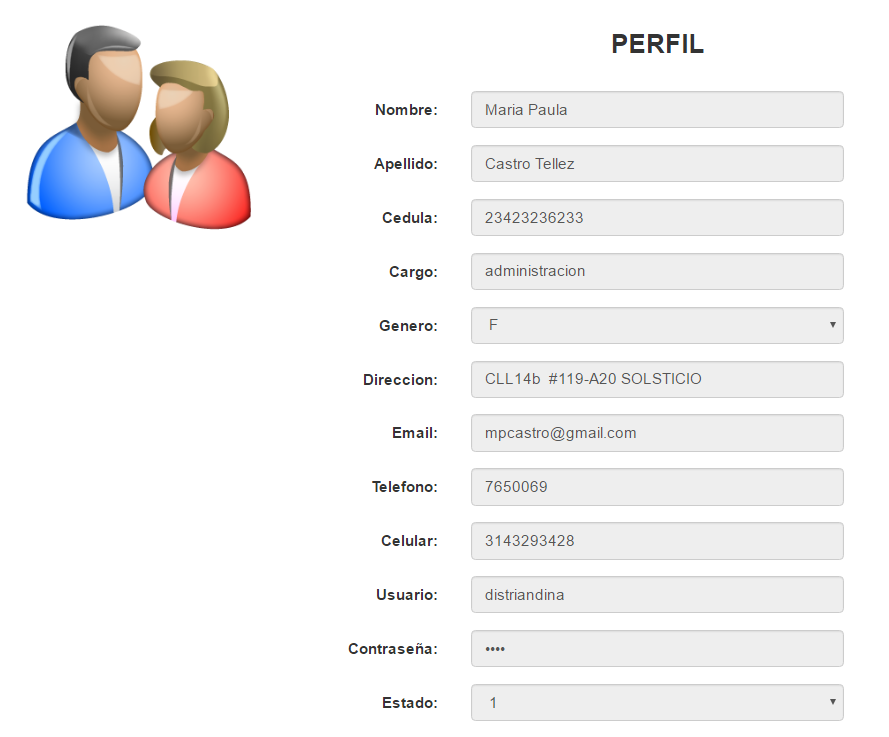 PERFIL
Nombre: Maria Paula
Apellido: Castro Tellez
Cedula: 23423236233
Cargo: administracion
Genero: F
Direccion: CLL14b  #119-A20 SOLSTICIO
Email: mpcastro@gmail.com
Telefono: 7650069
Celular: 3143293428
Usuario: distriandina
Contraseña: ••••
Estado: 1